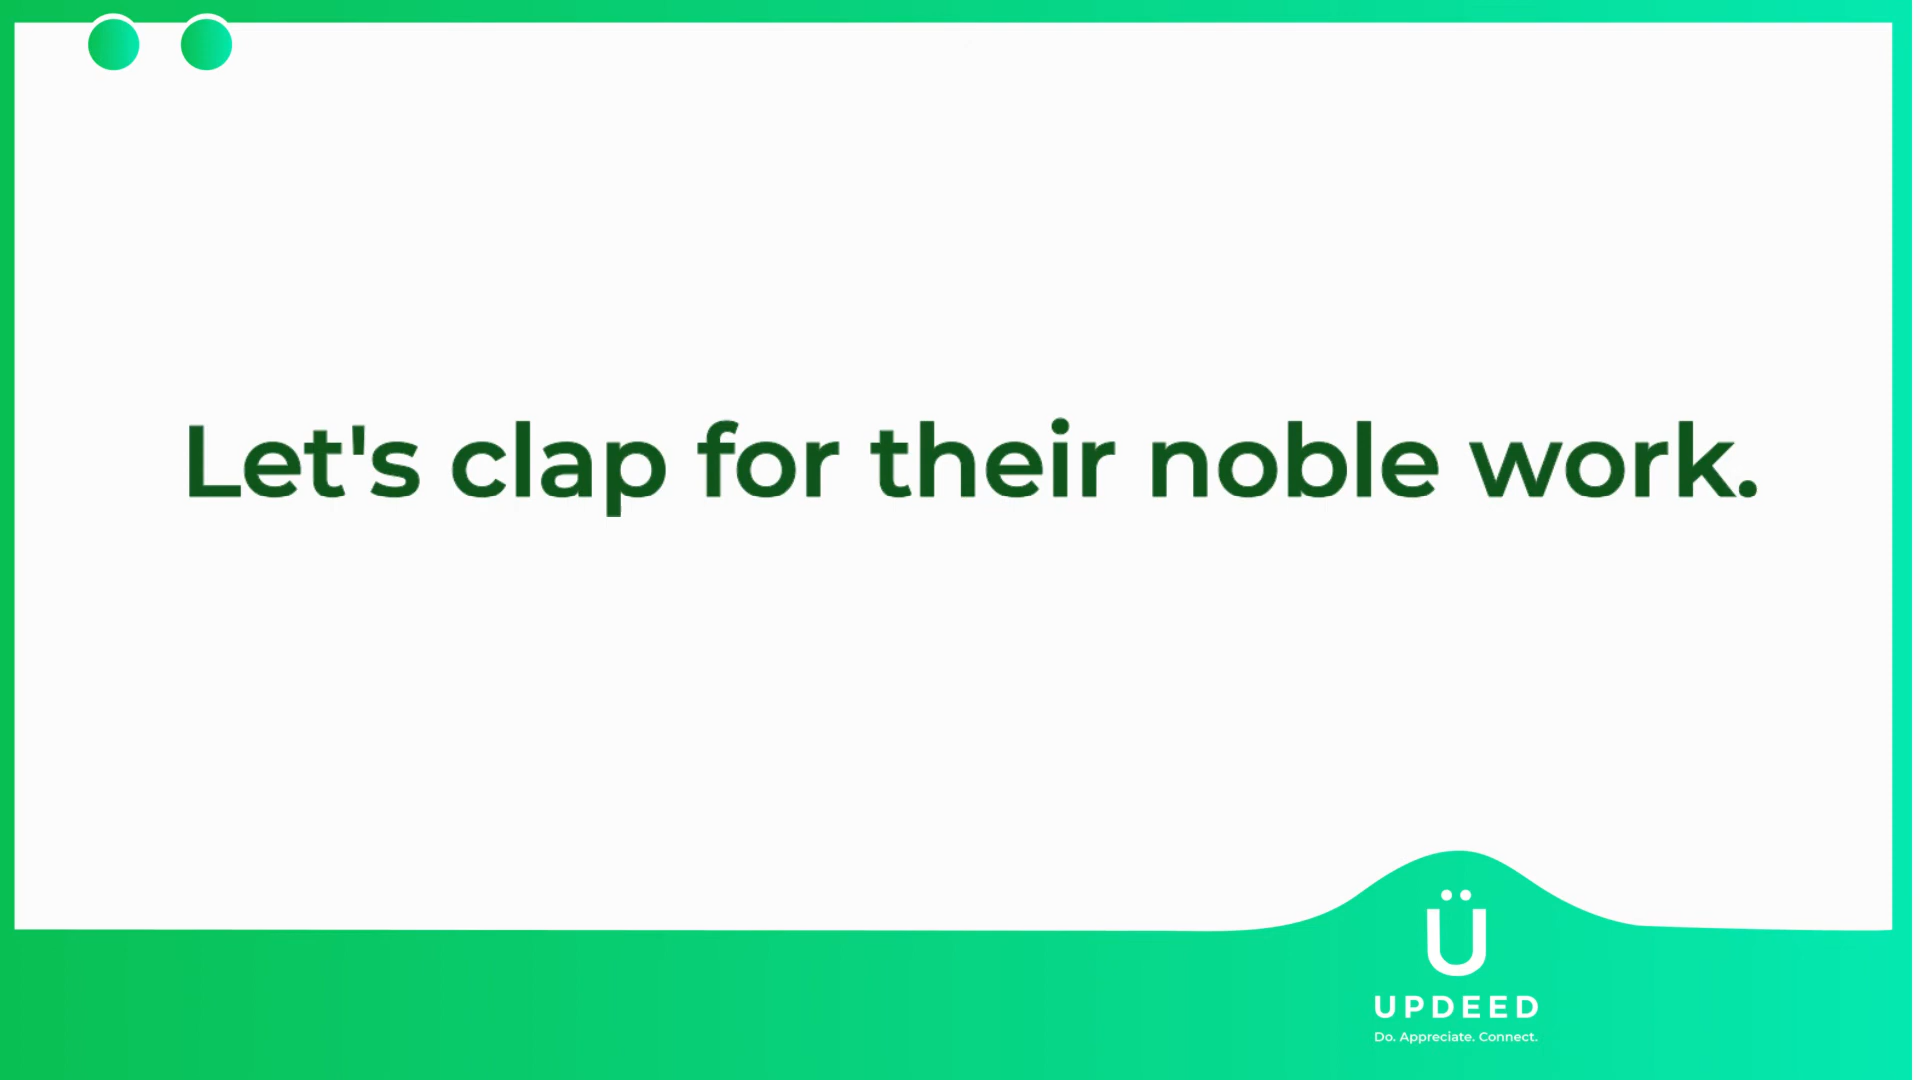 Let's clap for their noble work.
Ü
UPDEED
Do. Appreciate. Connect.